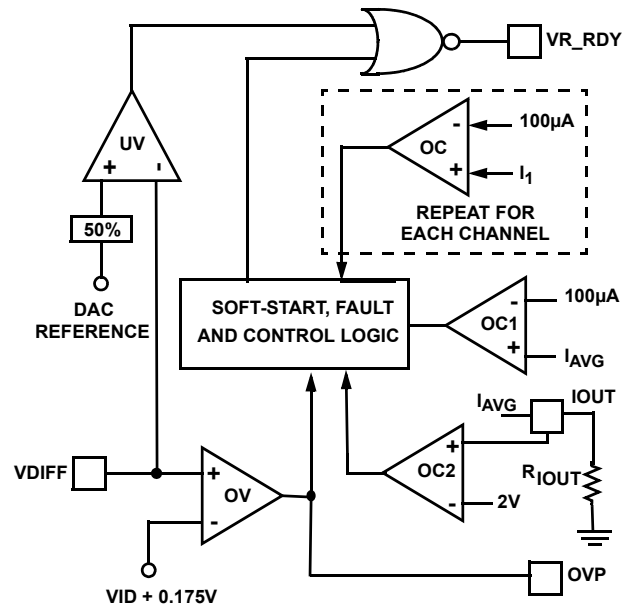 VR_RDY
UV
+ -
50%
DAC
REFERENCE
- 100µA
OC
+ I1
REPEAT FOR
EACH CHANNEL
SOFT-START, FAULT
AND CONTROL LOGIC
- 100µA
OC1
+ IAVG
IAVG IOUT
+
OC2
- 2V
RIOUT
VDIFF
+
OV
-
VID + 0.175V
OVP